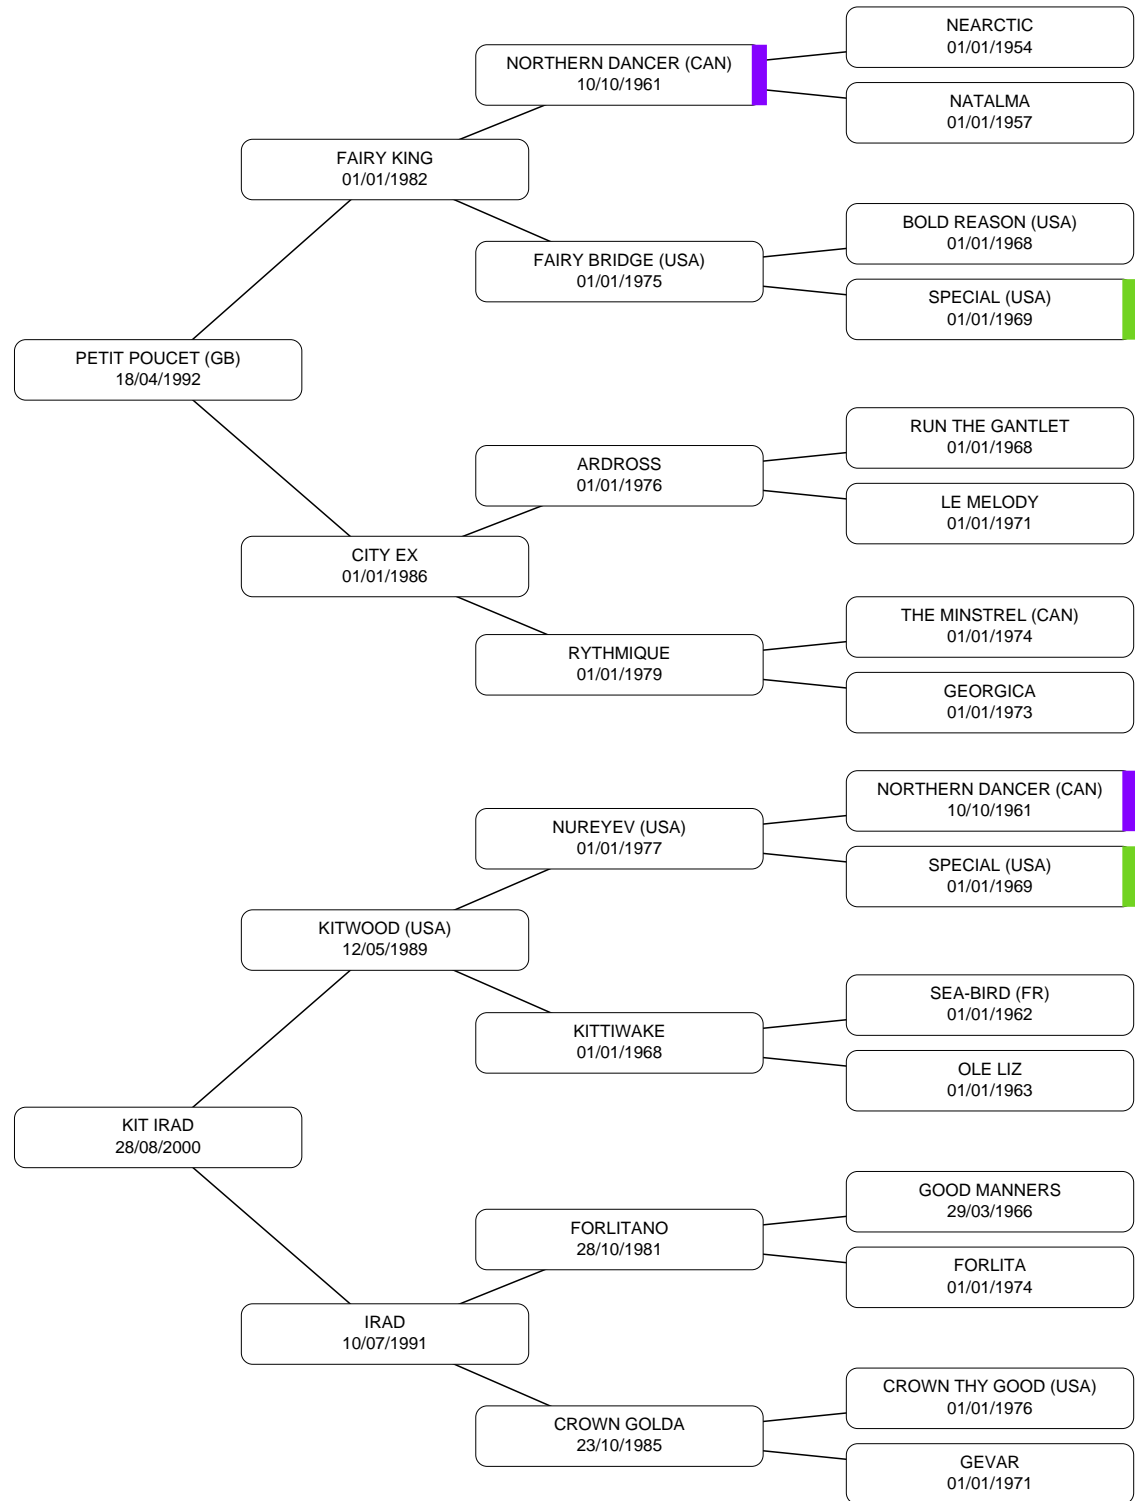 NEARCTIC
01/01/1954
NORTHERN DANCER (CAN)
10/10/1961
NATALMA
01/01/1957
FAIRY KING
01/01/1982
BOLD REASON (USA)
01/01/1968
FAIRY BRIDGE (USA)
01/01/1975
SPECIAL (USA)
01/01/1969
PETIT POUCET (GB)
18/04/1992
RUN THE GANTLET
01/01/1968
ARDROSS
01/01/1976
LE MELODY
01/01/1971
CITY EX
01/01/1986
THE MINSTREL (CAN)
01/01/1974
RYTHMIQUE
01/01/1979
GEORGICA
01/01/1973
NORTHERN DANCER (CAN)
10/10/1961
NUREYEV (USA)
01/01/1977
SPECIAL (USA)
01/01/1969
KITWOOD (USA)
12/05/1989
SEA-BIRD (FR)
01/01/1962
KITTIWAKE
01/01/1968
OLE LIZ
01/01/1963
KIT IRAD
28/08/2000
GOOD MANNERS
29/03/1966
FORLITANO
28/10/1981
FORLITA
01/01/1974
IRAD
10/07/1991
CROWN THY GOOD (USA)
01/01/1976
CROWN GOLDA
23/10/1985
GEVAR
01/01/1971